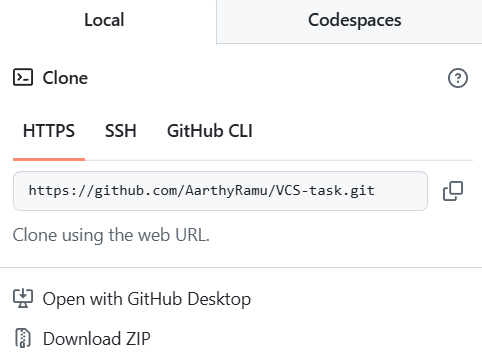 Local Codespaces
Clone
HTTPS SSH GitHub CLI
https://github.com/AarthyRamu/VCS-task.git
Clone using the web URL.
Open with GitHub Desktop
Download ZIP